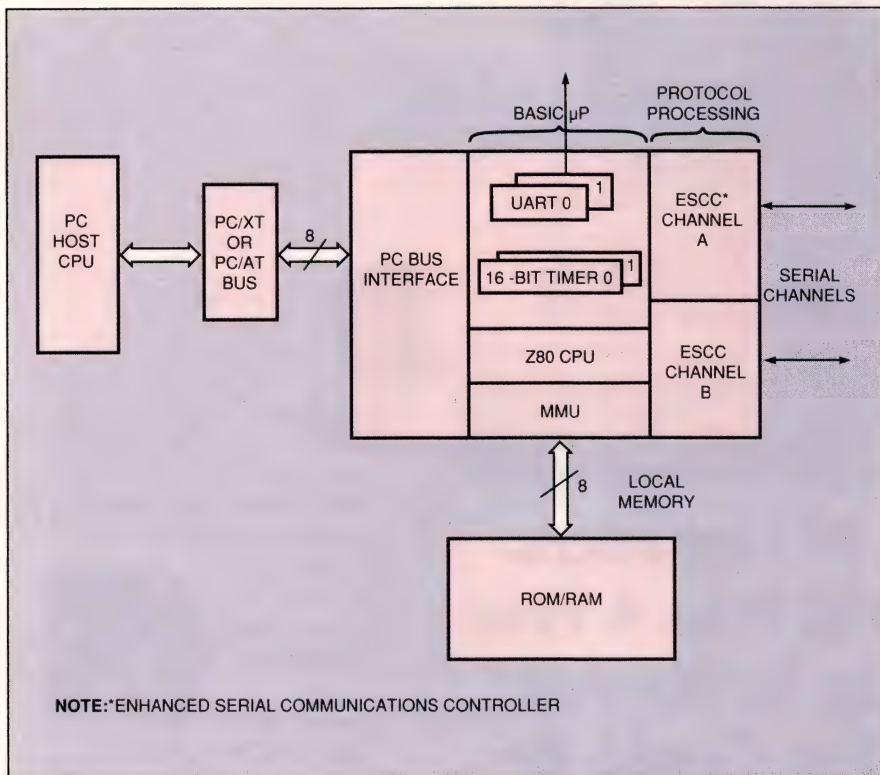 BASIC µP
PROTOCOL
PROCESSING
PC
HOST
CPU
PC/XT
OR
PC/AT
BUS
8
PC BUS
INTERFACE
1
UART 0
1
16 -BIT TIMER 0
Z80 CPU
MMU
ESCC*
CHANNEL
A
ESCC
CHANNEL
B
SERIAL
CHANNELS
8
LOCAL
MEMORY
ROM/RAM
NOTE:*ENHANCED SERIAL COMMUNICATIONS CONTROLLER